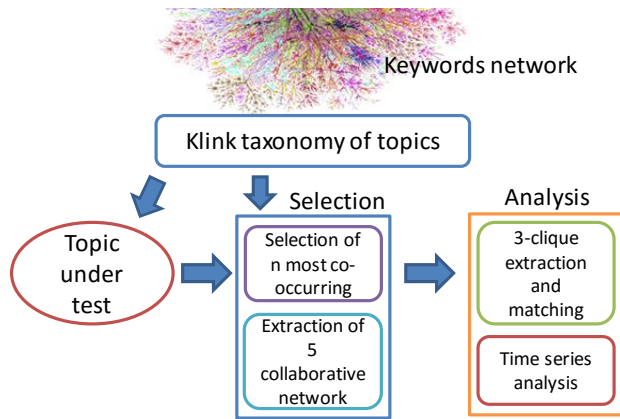 Keywords network
Klink taxonomy of topics
Topic
under
test
Selection
Selection of
n most co-
occurring
Extraction of
5
collaborative
network
Analysis
3-clique
extraction
and
matching
Time series
analysis